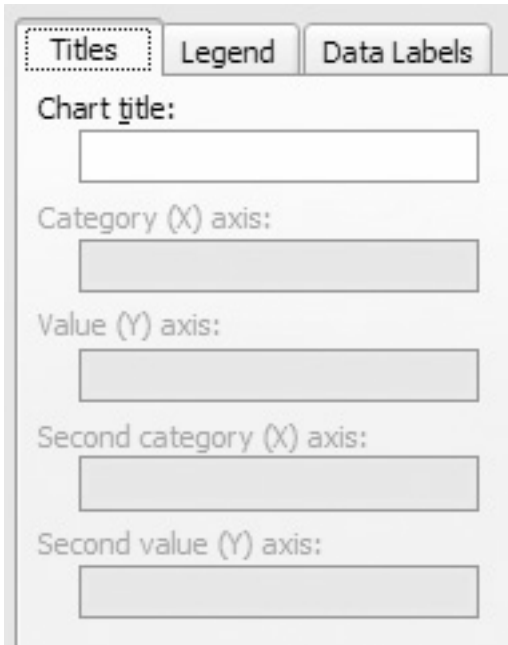 Titles Legend Data Labels
Chart title:
Category (X) axis:
Value (Y) axis:
Second category (X) axis:
Second value (Y) axis: